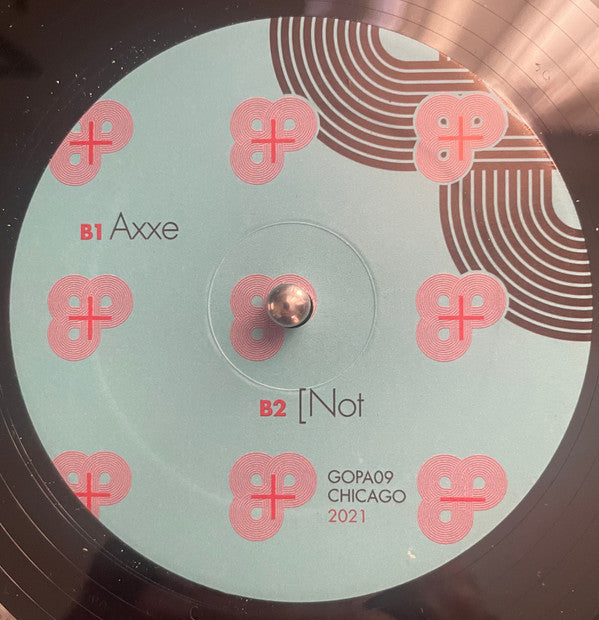 B1 Axxe
B2 [Not
GOPA09
CHICAGO
2021